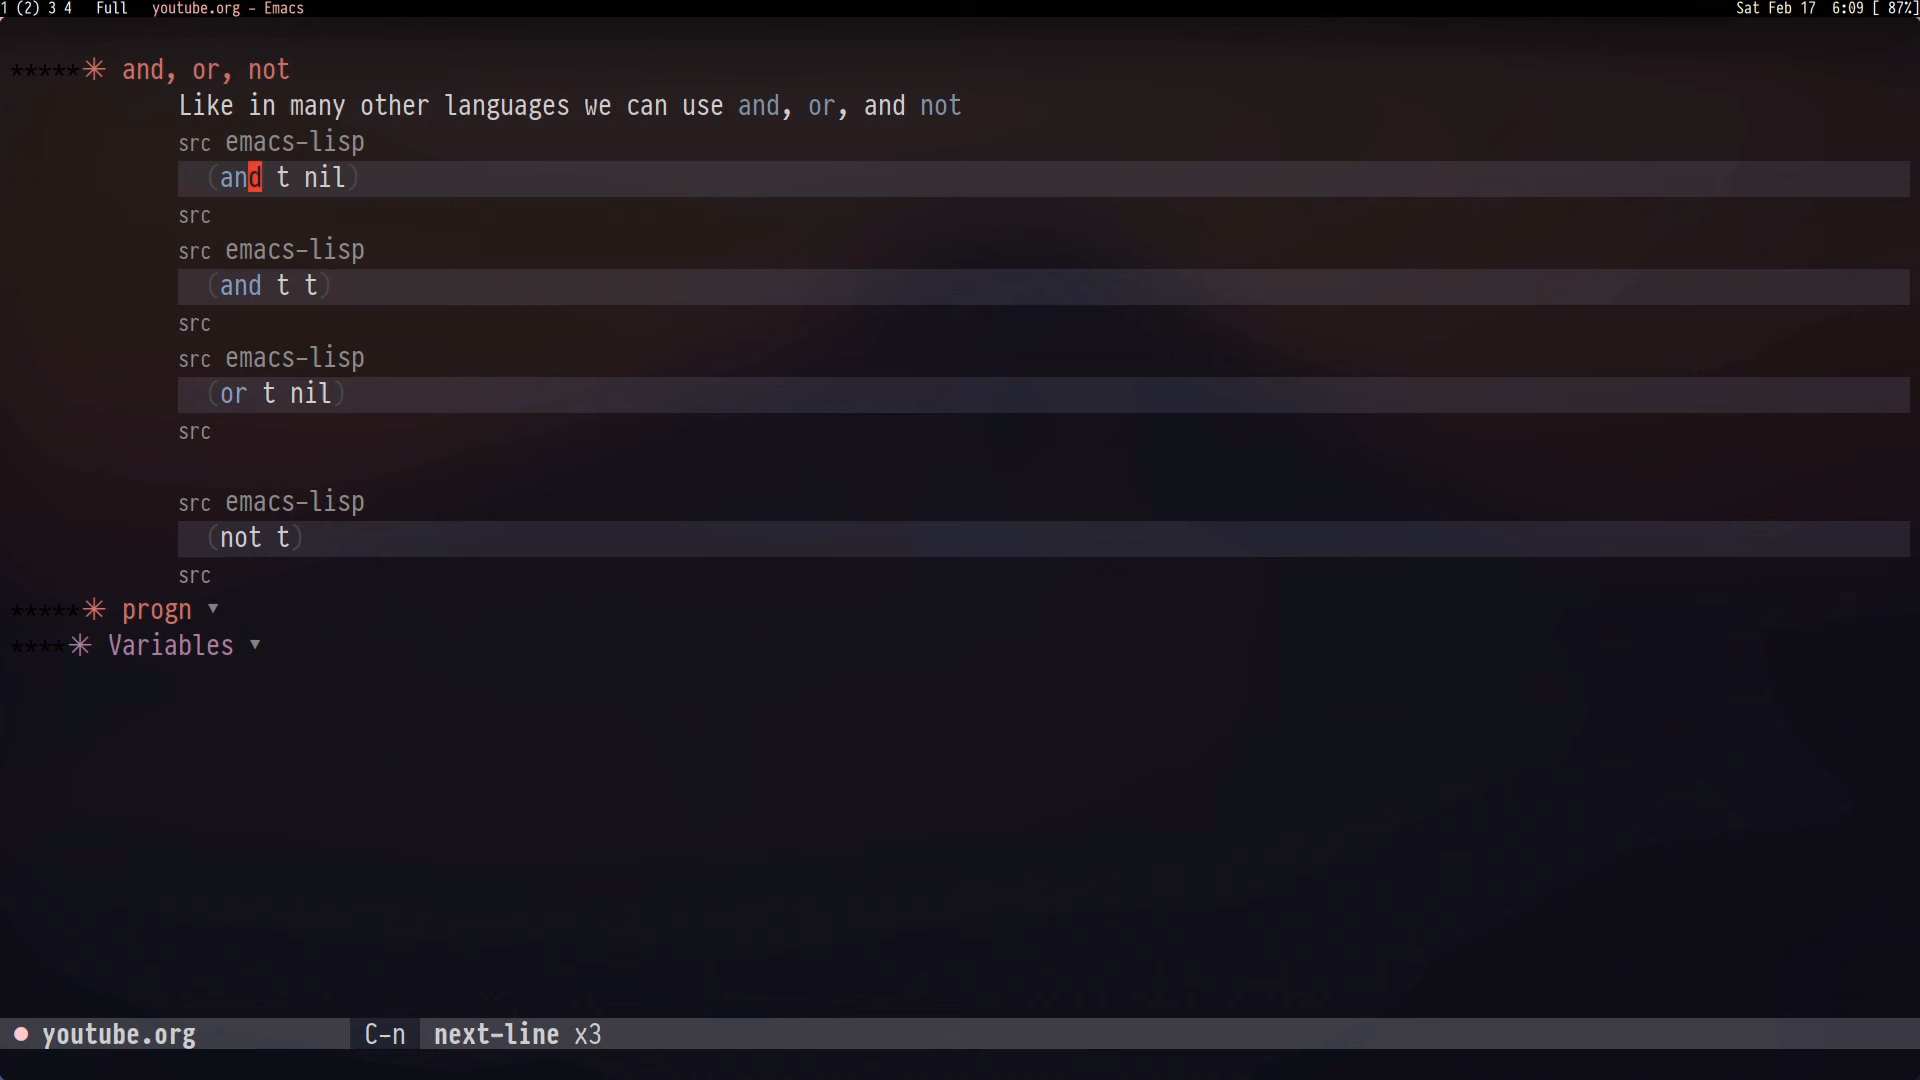 1 (2) 3 4 Full youtube.org - Emacs Sat Feb 17 6:09 [ 87%]
*****✳ and, or, not
Like in many other languages we can use and, or, and not
src emacs-lisp
(and t nil)
src
src emacs-lisp
(and t t)
src
src emacs-lisp
(or t nil)
src
src emacs-lisp
(not t)
src
*****✳ progn ▾
****✳ Variables ▾
youtube.org C-n next-line x3